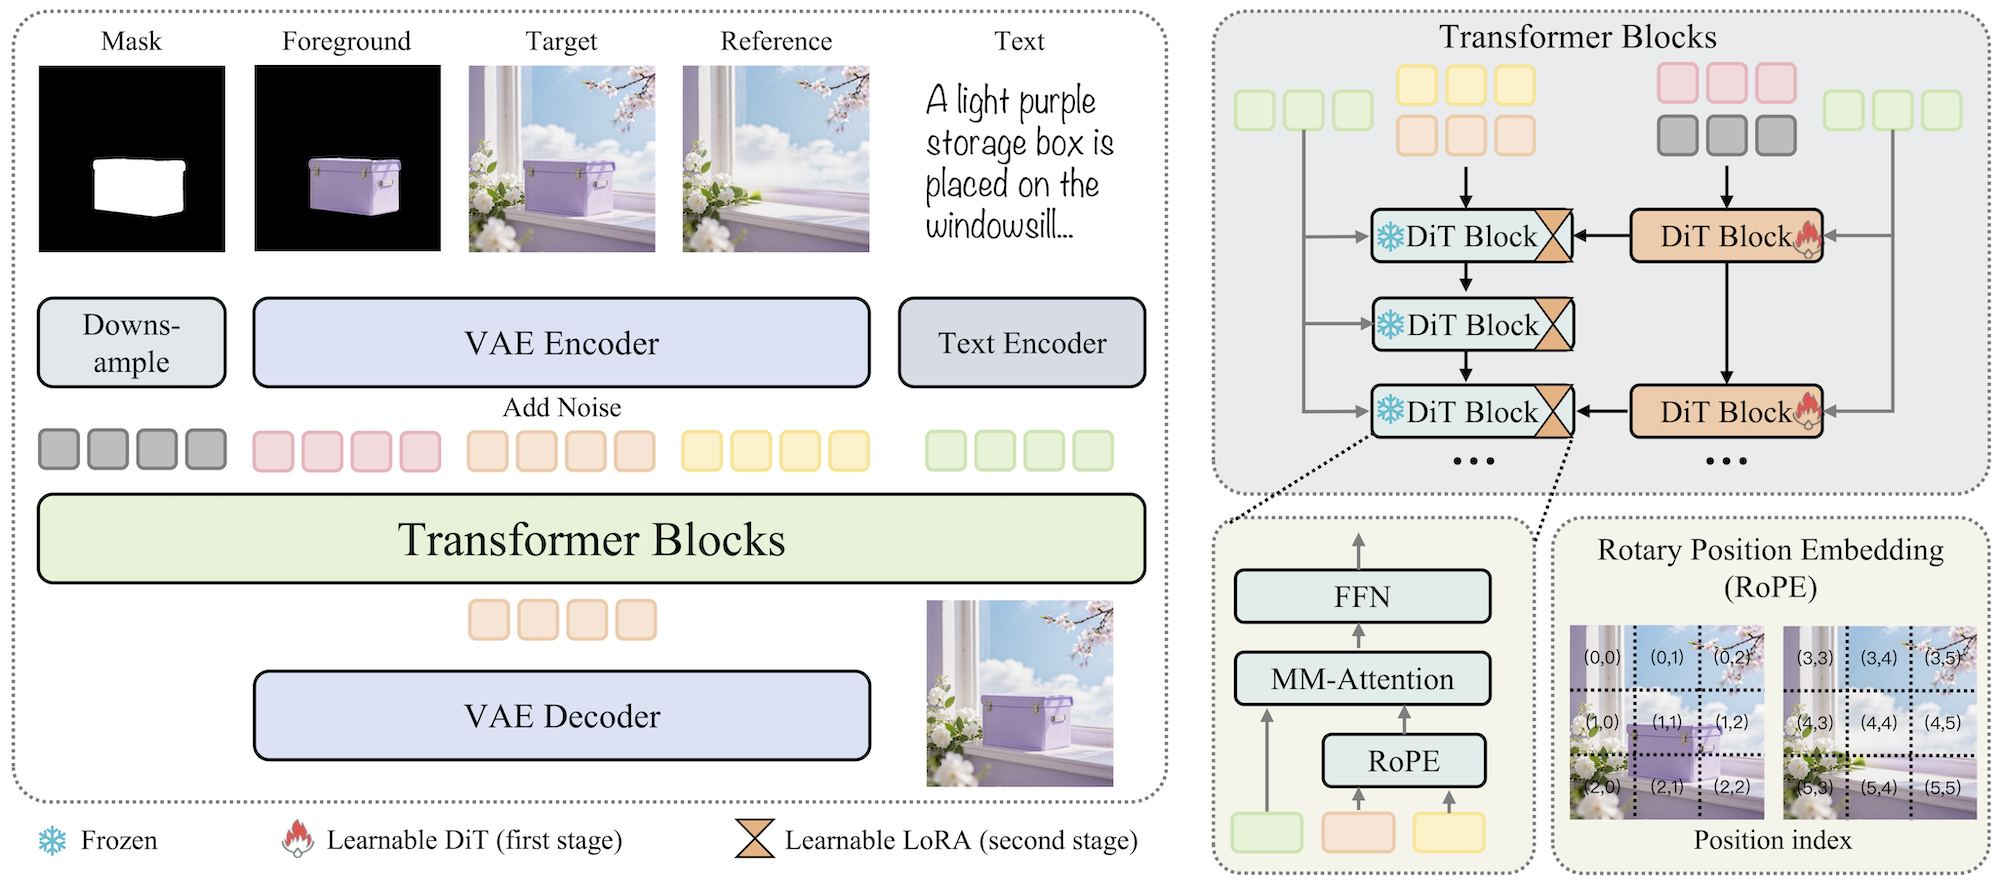 Mask
Foreground
Target
Reference
Text
A light purple
storage box is
placed on the
windowsill...
Downs-
ample
VAE Encoder
Text Encoder
Add Noise
Transformer Blocks
VAE Decoder
Frozen
Learnable DiT (first stage)
Learnable LoRA (second stage)
Transformer Blocks
DiT Block
DiT Block
DiT Block
DiT Block
DiT Block
...
...
FFN
MM-Attention
RoPE
Rotary Position Embedding
(RoPE)
(0,0) (0,1) (0,2)
(1,0) (1,1) (1,2)
(2,0) (2,1) (2,2)
(3,3) (3,4) (3,5)
(4,3) (4,4) (4,5)
(5,3) (5,4) (5,5)
Position index